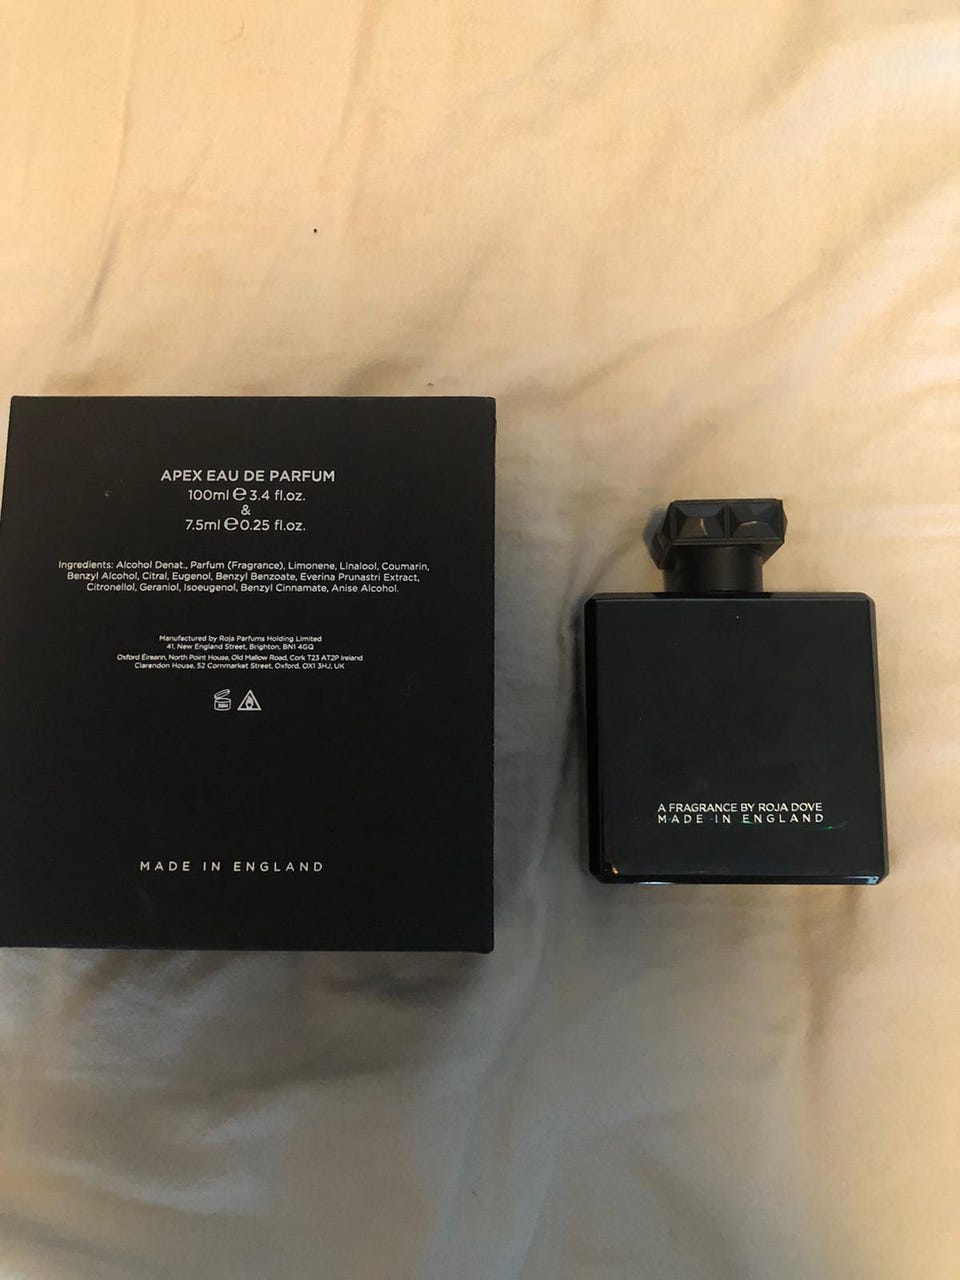 APEX EAU DE PARFUM
100ml ℮ 3.4 fl.oz.
&
7.5ml ℮ 0.25 fl.oz.
Ingredients: Alcohol Denat., Parfum (Fragrance), Limonene, Linalool, Coumarin,
Benzyl Alcohol, Citral, Eugenol, Benzyl Benzoate, Everina Prunastri Extract,
Citronellol, Geraniol, Isoeugenol, Benzyl Cinnamate, Anise Alcohol.
Manufactured by Roja Parfums Holding Limited
41, New England Street, Brighton, BN1 4GQ
Oxford Éireann, North Point House, Old Mallow Road, Cork T23 AT2P Ireland
Clarendon House, 52 Cornmarket Street, Oxford, OX1 3HJ, UK
MADE IN ENGLAND
A FRAGRANCE BY ROJA DOVE
MADE IN ENGLAND